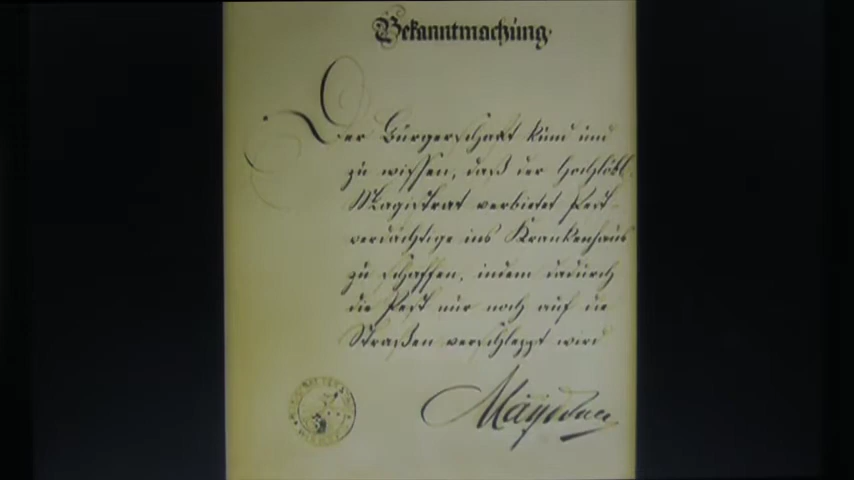 Bekanntmachung.
Der Bürgerschaft kund und
zu wissen, daß der hochlöbl.
Magistrat verbietet Pest-
verdächtige ins Krankenhaus
zu schaffen, indem dadurch
die Pest nur noch auf die
Straßen verschleppt wird